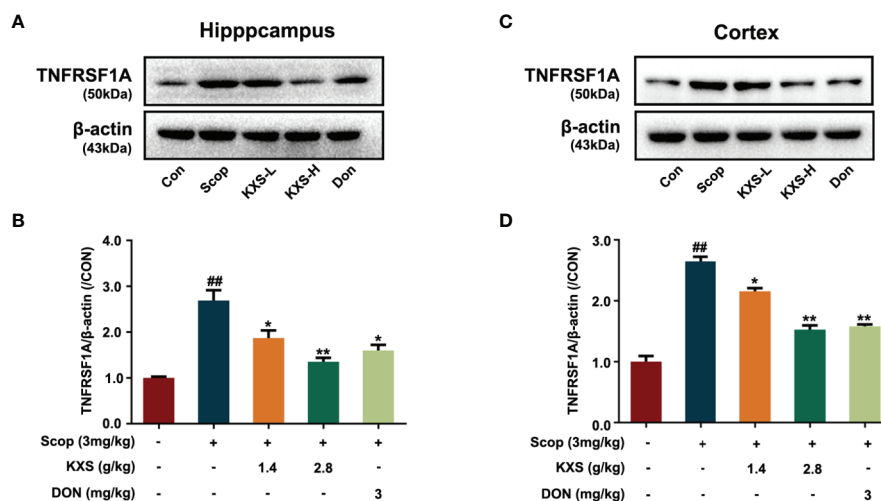 A
Hipppcampus
TNFRSF1A
(50kDa)
β-actin
(43kDa)
Con Scop KXS-L KXS-H Don
B
TNFRSF1A/β-actin (/CON)
4.0
3.0
2.0
1.0
0.0
##
*
**
*
Scop (3mg/kg) - + + + +
KXS (g/kg) - - 1.4 2.8 -
DON (mg/kg) - - - - 3
C
Cortex
TNFRSF1A
(50kDa)
β-actin
(43kDa)
Con Scop KXS-L KXS-H Don
D
TNFRSF1A/β-actin (/CON)
3.0
2.0
1.0
0.0
##
*
**
**
Scop (3mg/kg) - + + + +
KXS (g/kg) - - 1.4 2.8 -
DON (mg/kg) - - - - 3